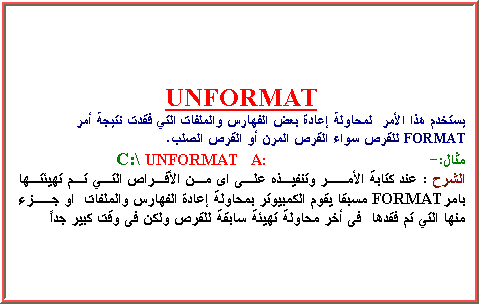 UNFORMAT
يستخدم هذا الأمر لمحاولة إعادة بعض الفهارس والملفات التي فقدت نتيجة أمر
FORMAT للقرص سواء القرص المرن أو القرص الصلب.
مثال:- C:\ UNFORMAT A:
الشرح : عند كتابة الأمر وتنفيذه على اى من الأقراص التي تم تهيئتها
بامر FORMAT مسبقا يقوم الكمبيوتر بمحاولة إعادة الفهارس والملفات او جزء
منها التي تم فقدها فى أخر محاولة تهيئة سابقة للقرص ولكن فى وقت كبير جداً